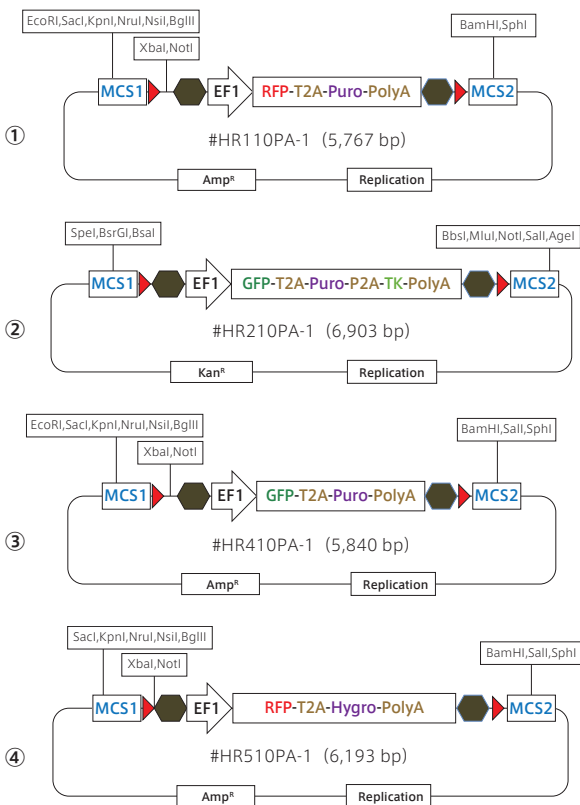 EcoRI,SacI,KpnI,NruI,NsiI,BglII
XbaI,NotI
BamHI,SphI
MCS1
EF1
RFP-T2A-Puro-PolyA
MCS2
①
#HR110PA-1 (5,767 bp)
Ampᴿ
Replication
SpeI,BsrGI,BsaI
BbsI,MluI,NotI,SalI,AgeI
MCS1
EF1
GFP-T2A-Puro-P2A-TK-PolyA
MCS2
②
#HR210PA-1 (6,903 bp)
Kanᴿ
Replication
EcoRI,SacI,KpnI,NruI,NsiI,BglII
XbaI,NotI
BamHI,SalI,SphI
MCS1
EF1
GFP-T2A-Puro-PolyA
MCS2
③
#HR410PA-1 (5,840 bp)
Ampᴿ
Replication
SacI,KpnI,NruI,NsiI,BglII
XbaI,NotI
BamHI,SalI,SphI
MCS1
EF1
RFP-T2A-Hygro-PolyA
MCS2
④
#HR510PA-1 (6,193 bp)
Ampᴿ
Replication